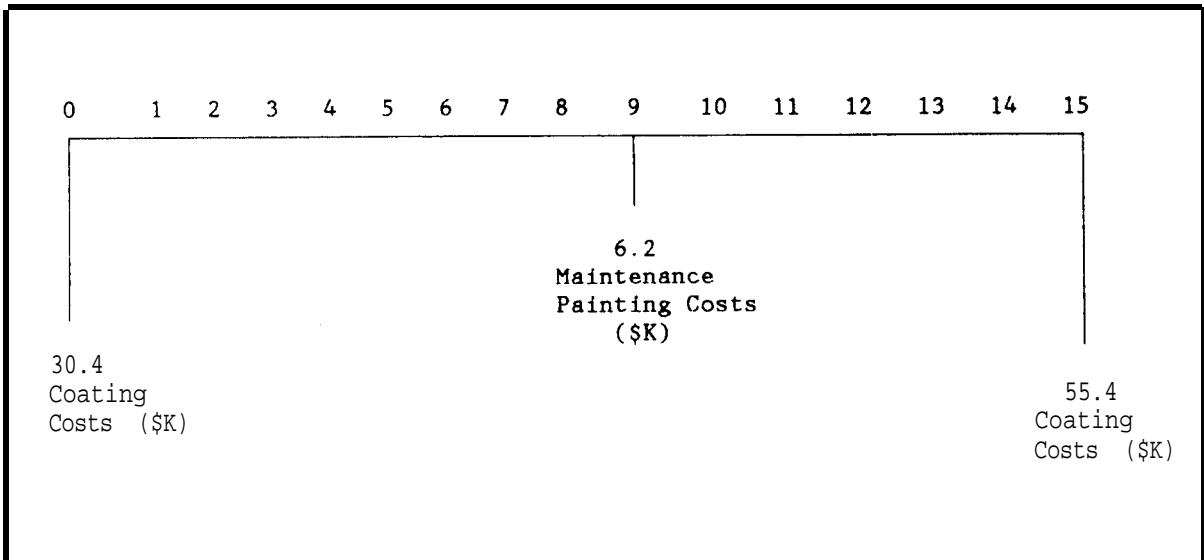 0 1 2 3 4 5 6 7 8 9 10 11 12 13 14 15
6.2
Maintenance
Painting Costs
($K)
30.4
Coating
Costs ($K)
55.4
Coating
Costs ($K)